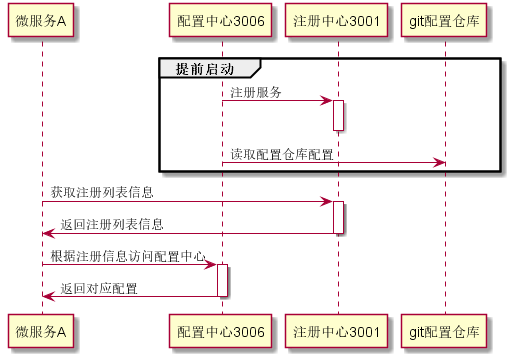 微服务A 配置中心3006 注册中心3001 git配置仓库
提前启动
注册服务
读取配置仓库配置
获取注册列表信息
返回注册列表信息
根据注册信息访问配置中心
返回对应配置
微服务A 配置中心3006 注册中心3001 git配置仓库